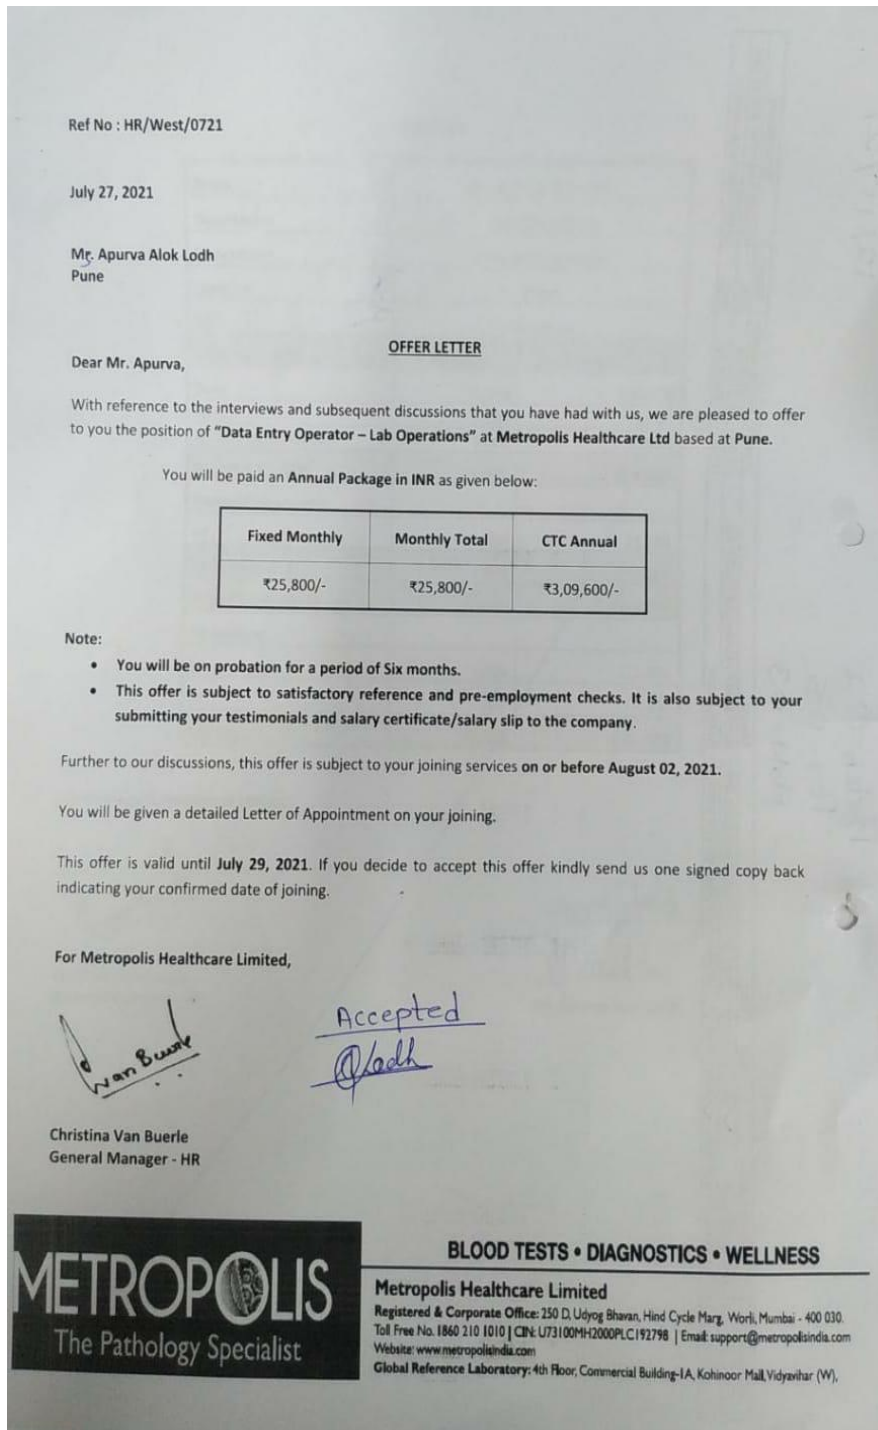 Ref No : HR/West/0721
July 27, 2021
Mr. Apurva Alok Lodh
Pune
OFFER LETTER
Dear Mr. Apurva,
With reference to the interviews and subsequent discussions that you have had with us, we are pleased to offer
to you the position of “Data Entry Operator – Lab Operations” at Metropolis Healthcare Ltd based at Pune.
You will be paid an Annual Package in INR as given below:
Fixed Monthly Monthly Total CTC Annual
₹25,800/- ₹25,800/- ₹3,09,600/-
Note:
• You will be on probation for a period of Six months.
• This offer is subject to satisfactory reference and pre-employment checks. It is also subject to your
submitting your testimonials and salary certificate/salary slip to the company.
Further to our discussions, this offer is subject to your joining services on or before August 02, 2021.
You will be given a detailed Letter of Appointment on your joining.
This offer is valid until July 29, 2021. If you decide to accept this offer kindly send us one signed copy back
indicating your confirmed date of joining.
For Metropolis Healthcare Limited,
Accepted
Van Buerle
Alodh
Christina Van Buerle
General Manager - HR
METROPOLIS
The Pathology Specialist
BLOOD TESTS • DIAGNOSTICS • WELLNESS
Metropolis Healthcare Limited
Registered & Corporate Office: 250 D, Udyog Bhavan, Hind Cycle Marg, Worli, Mumbai - 400 030.
Toll Free No. 1860 210 1010 | CIN: U73100MH2000PLC192798 | Email: support@metropolisindia.com
Website: www.metropolisindia.com
Global Reference Laboratory: 4th Floor, Commercial Building-1A, Kohinoor Mall, Vidyavihar (W),